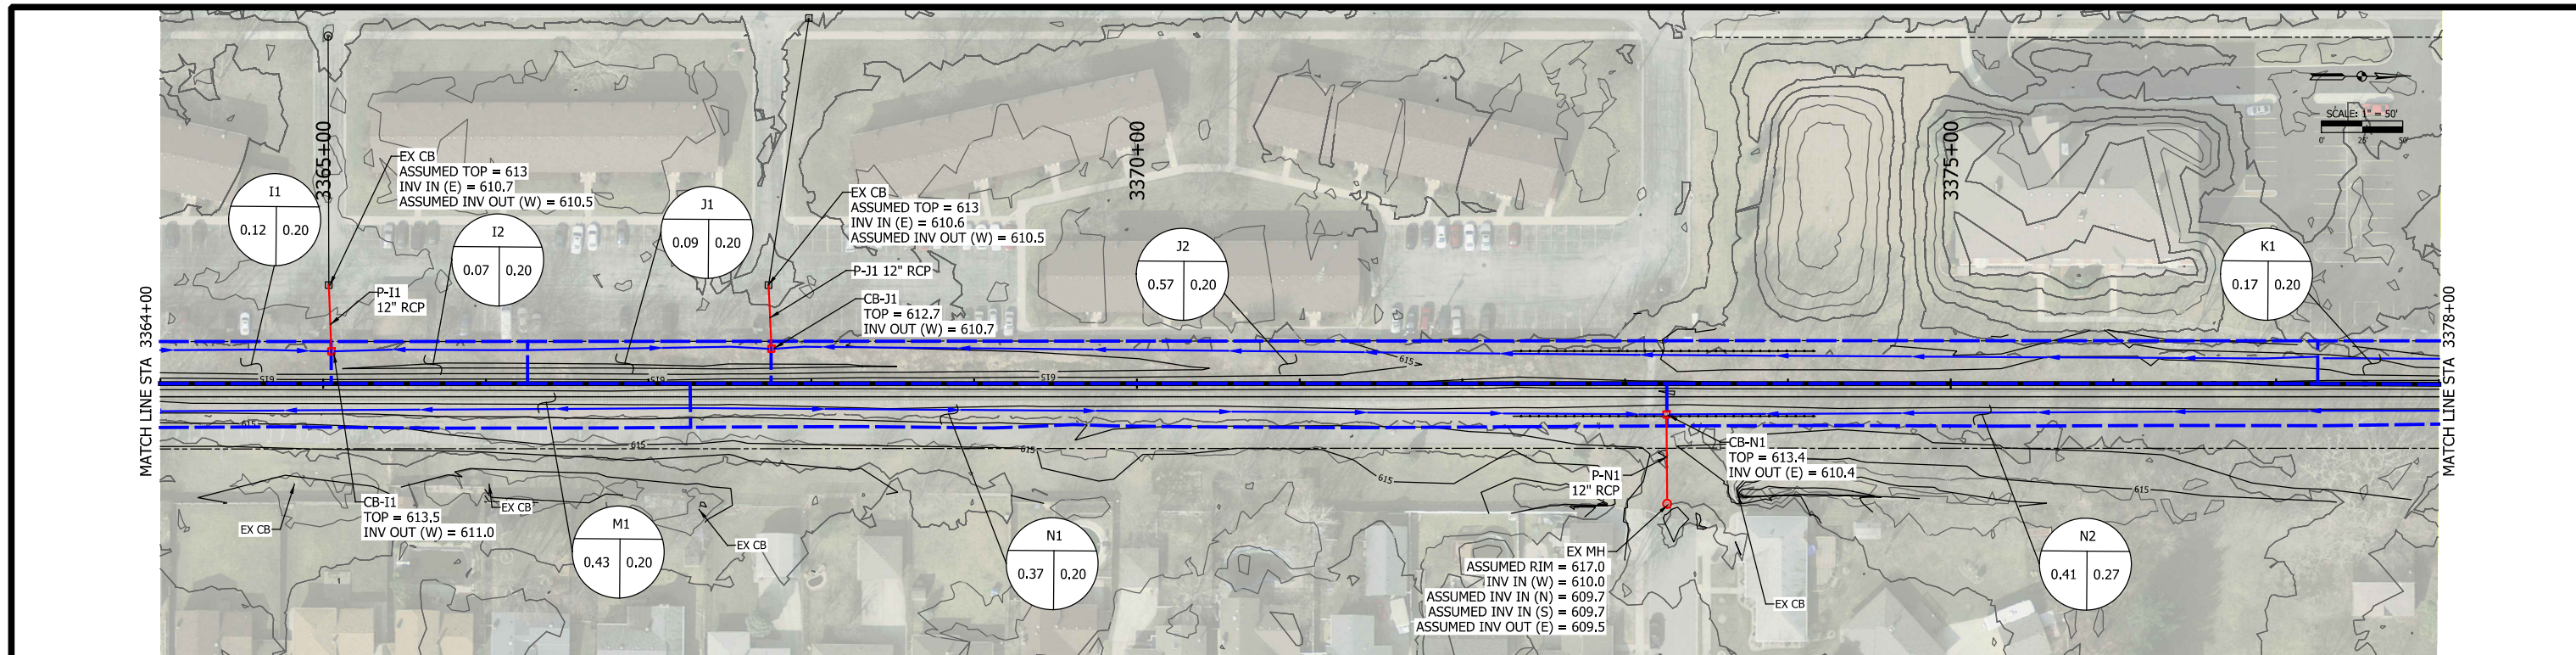 SCALE: 1" = 50'
0'
25'
50'
3365+00
3370+00
3375+00
MATCH LINE STA 3364+00
MATCH LINE STA 3378+00
I1
0.12
0.20
EX CB
ASSUMED TOP = 613
INV IN (E) = 610.7
ASSUMED INV OUT (W) = 610.5
I2
0.07
0.20
P-I1
12" RCP
J1
0.09
0.20
EX CB
ASSUMED TOP = 613
INV IN (E) = 610.6
ASSUMED INV OUT (W) = 610.5
P-J1 12" RCP
CB-J1
TOP = 612.7
INV OUT (W) = 610.7
J2
0.57
0.20
K1
0.17
0.20
615
615
615
615
615
615
615
615
615
CB-I1
TOP = 613.5
INV OUT (W) = 611.0
EX CB
EX CB
EX CB
M1
0.43
0.20
N1
0.37
0.20
P-N1
12" RCP
CB-N1
TOP = 613.4
INV OUT (E) = 610.4
EX MH
ASSUMED RIM = 617.0
INV IN (W) = 610.0
ASSUMED INV IN (N) = 609.7
ASSUMED INV IN (S) = 609.7
ASSUMED INV OUT (E) = 609.5
EX CB
N2
0.41
0.27